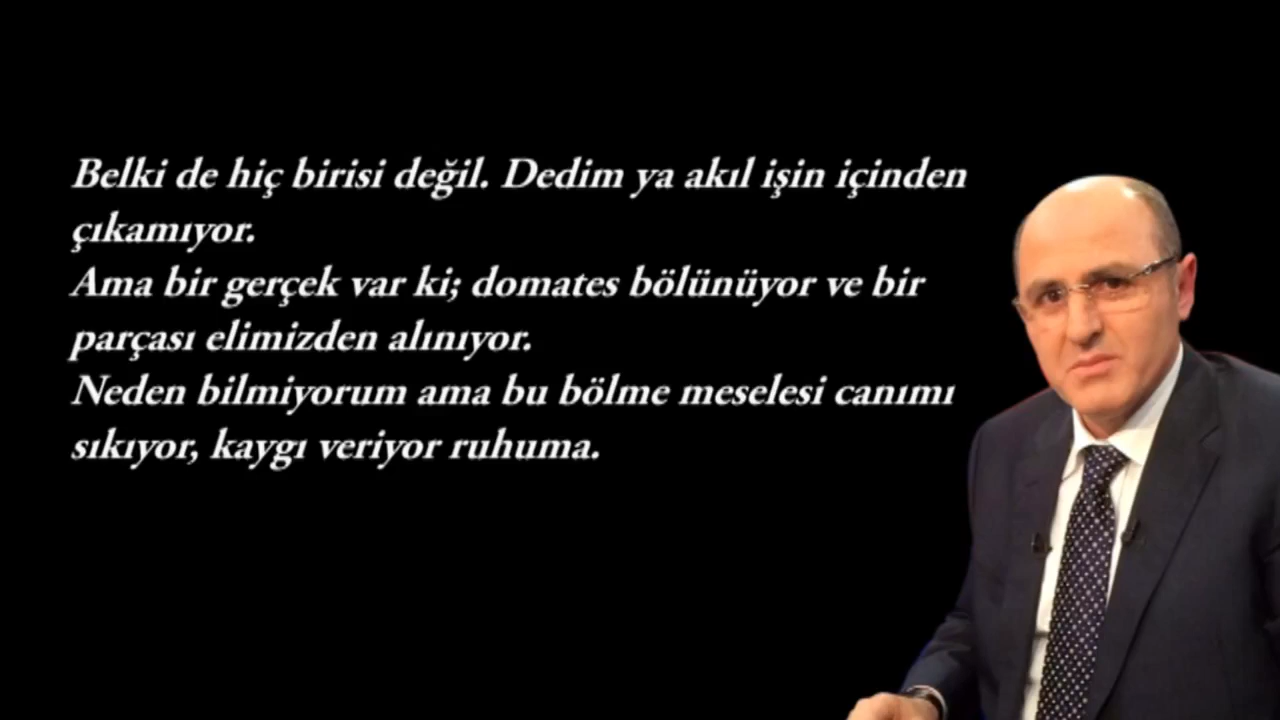 Belki de hiç birisi değil. Dedim ya akıl işin içinden
çıkamıyor.
Ama bir gerçek var ki; domates bölünüyor ve bir
parçası elimizden alınıyor.
Neden bilmiyorum ama bu bölme meselesi canımı
sıkıyor, kaygı veriyor ruhuma.